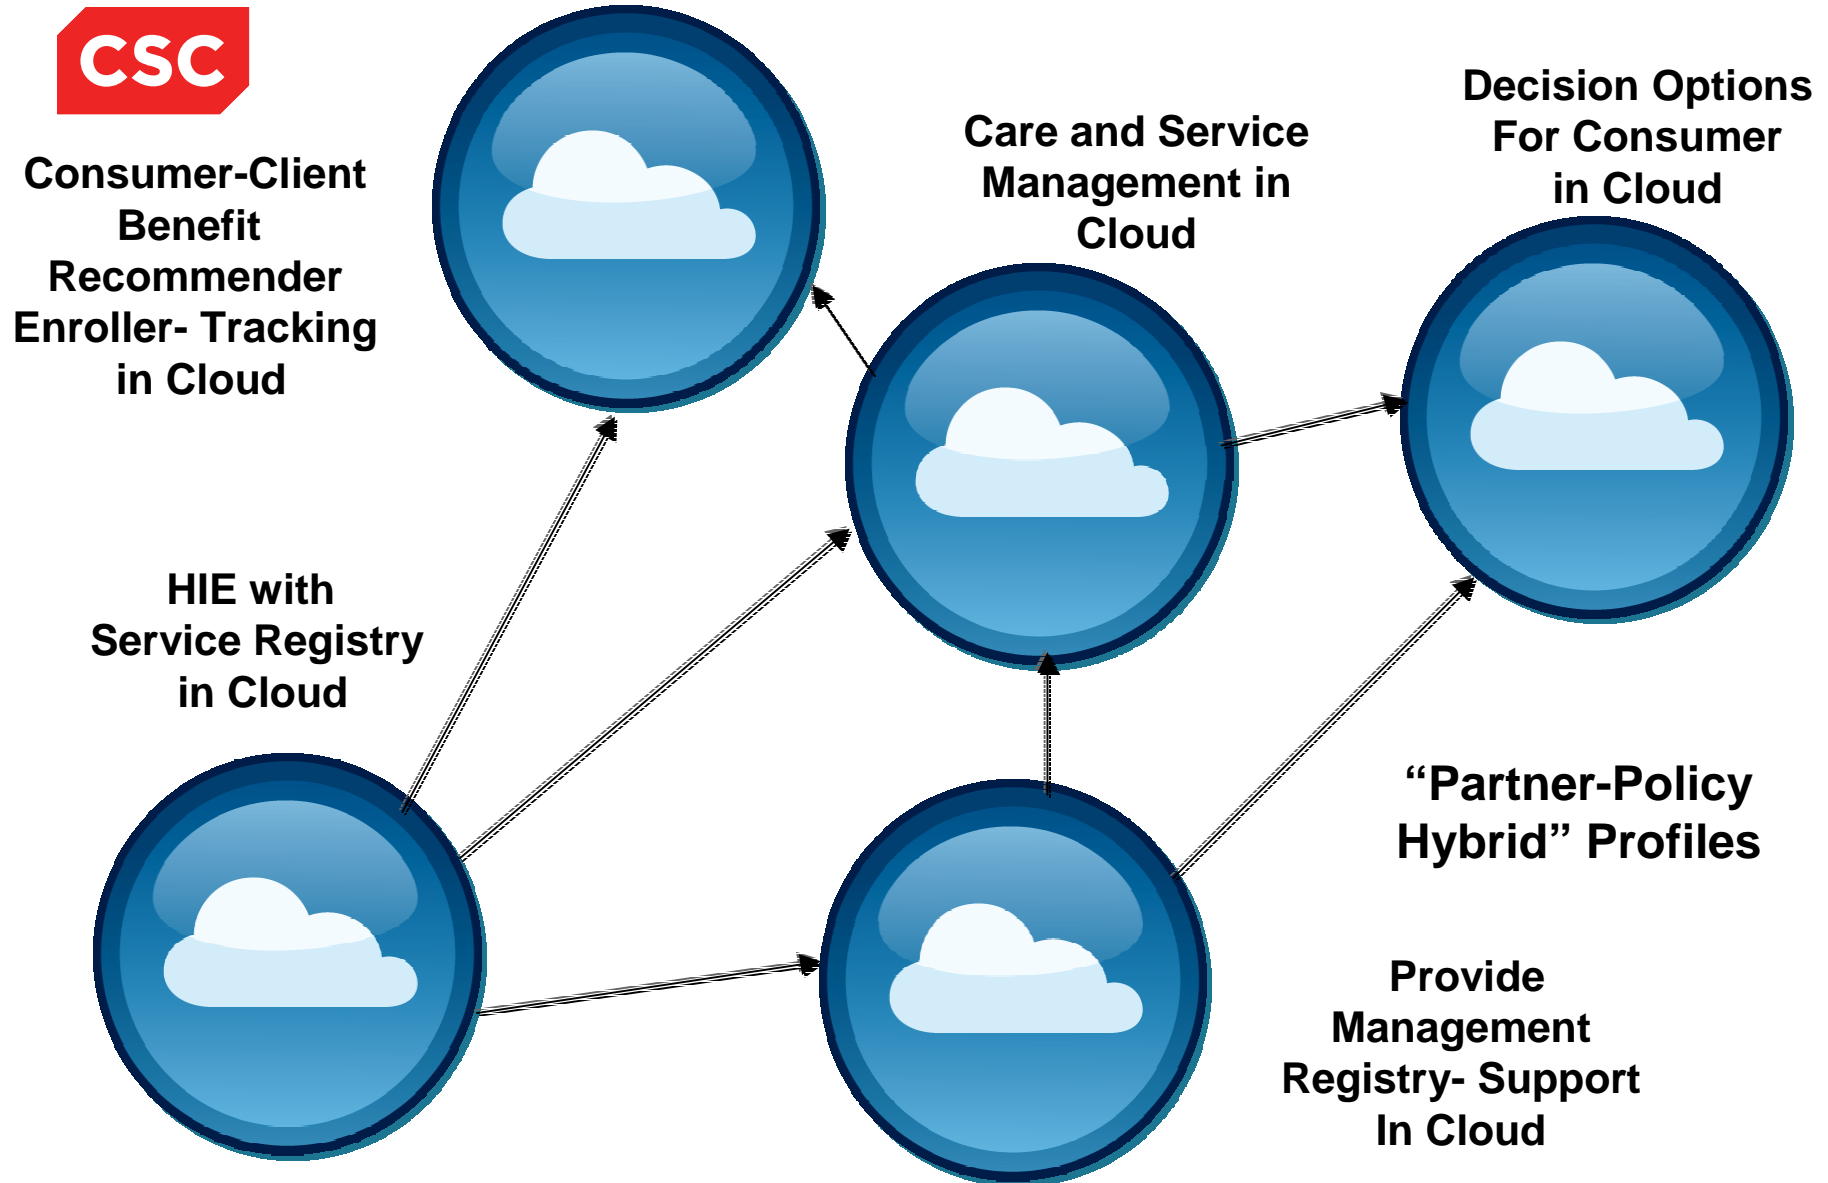 CSC
Consumer-Client
Benefit
Recommender
Enroller- Tracking
in Cloud
Care and Service
Management in
Cloud
Decision Options
For Consumer
in Cloud
HIE with
Service Registry
in Cloud
“Partner-Policy
Hybrid” Profiles
Provide
Management
Registry- Support
In Cloud